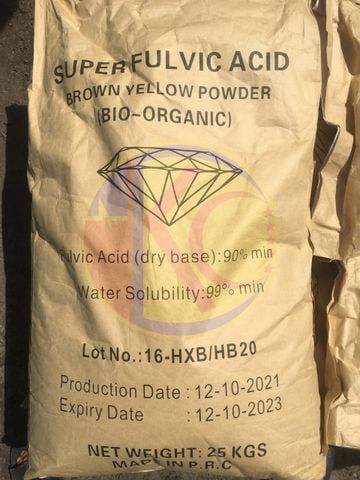 SUPER FULVIC ACID
BROWN YELLOW POWDER
(BIO-ORGANIC)
Fulvic Acid (dry base):90% min
Water Solubility:99% min
Lot No.:16-HXB/HB20
Production Date : 12-10-2021
Expiry Date : 12-10-2023
NET WEIGHT: 25 KGS
MADE IN P.R.C